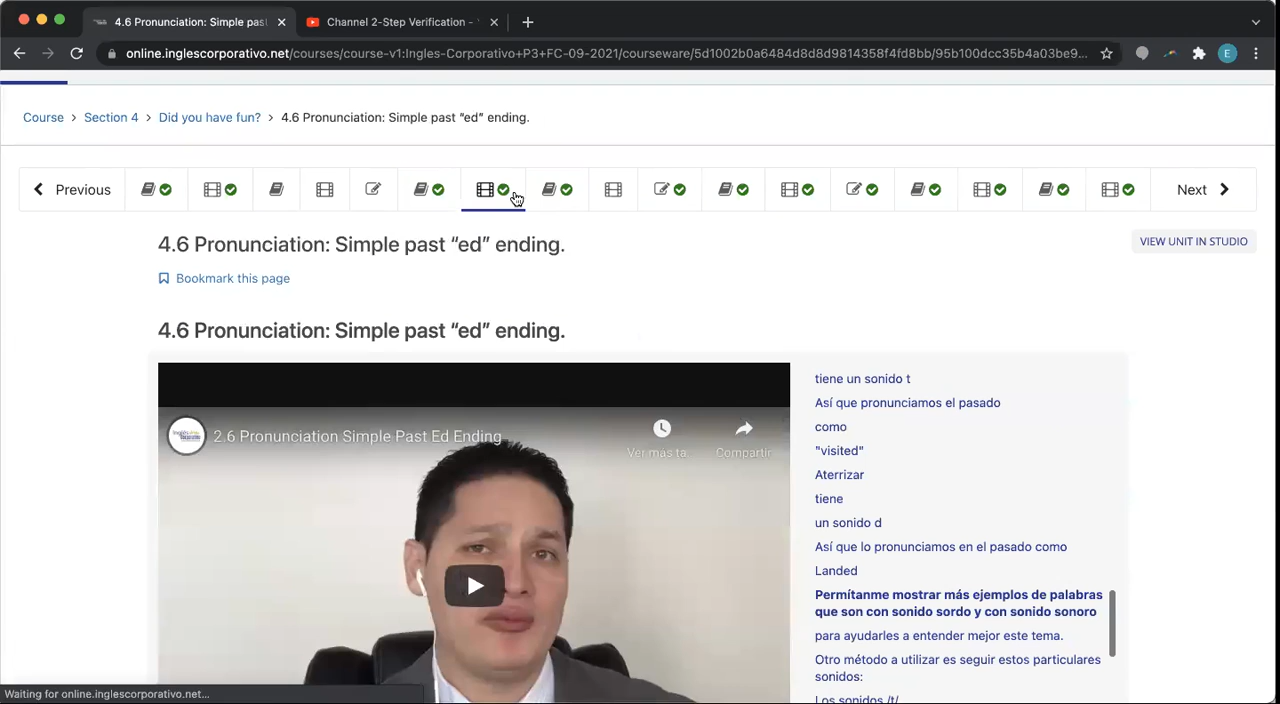 4.6 Pronunciation: Simple pas
Channel 2-Step Verification -
online.inglescorporativo.net/courses/course-v1:Ingles-Corporativo+P3+FC-09-2021/courseware/5d1002b0a6484d8d8d9814358f4fd8bb/95b100dcc35b4a03be9...
E
Course > Section 4 > Did you have fun? > 4.6 Pronunciation: Simple past “ed” ending.
Previous
Next
4.6 Pronunciation: Simple past “ed” ending.
VIEW UNIT IN STUDIO
Bookmark this page
4.6 Pronunciation: Simple past “ed” ending.
2.6 Pronunciation Simple Past Ed Ending
Ver más ta...
Compartir
tiene un sonido t
Así que pronunciamos el pasado
como
"visited"
Aterrizar
tiene
un sonido d
Así que lo pronunciamos en el pasado como
Landed
Permítanme mostrar más ejemplos de palabras
que son con sonido sordo y con sonido sonoro
para ayudarles a entender mejor este tema.
Otro método a utilizar es seguir estos particulares
sonidos:
Los sonidos /t/
Waiting for online.inglescorporativo.net...